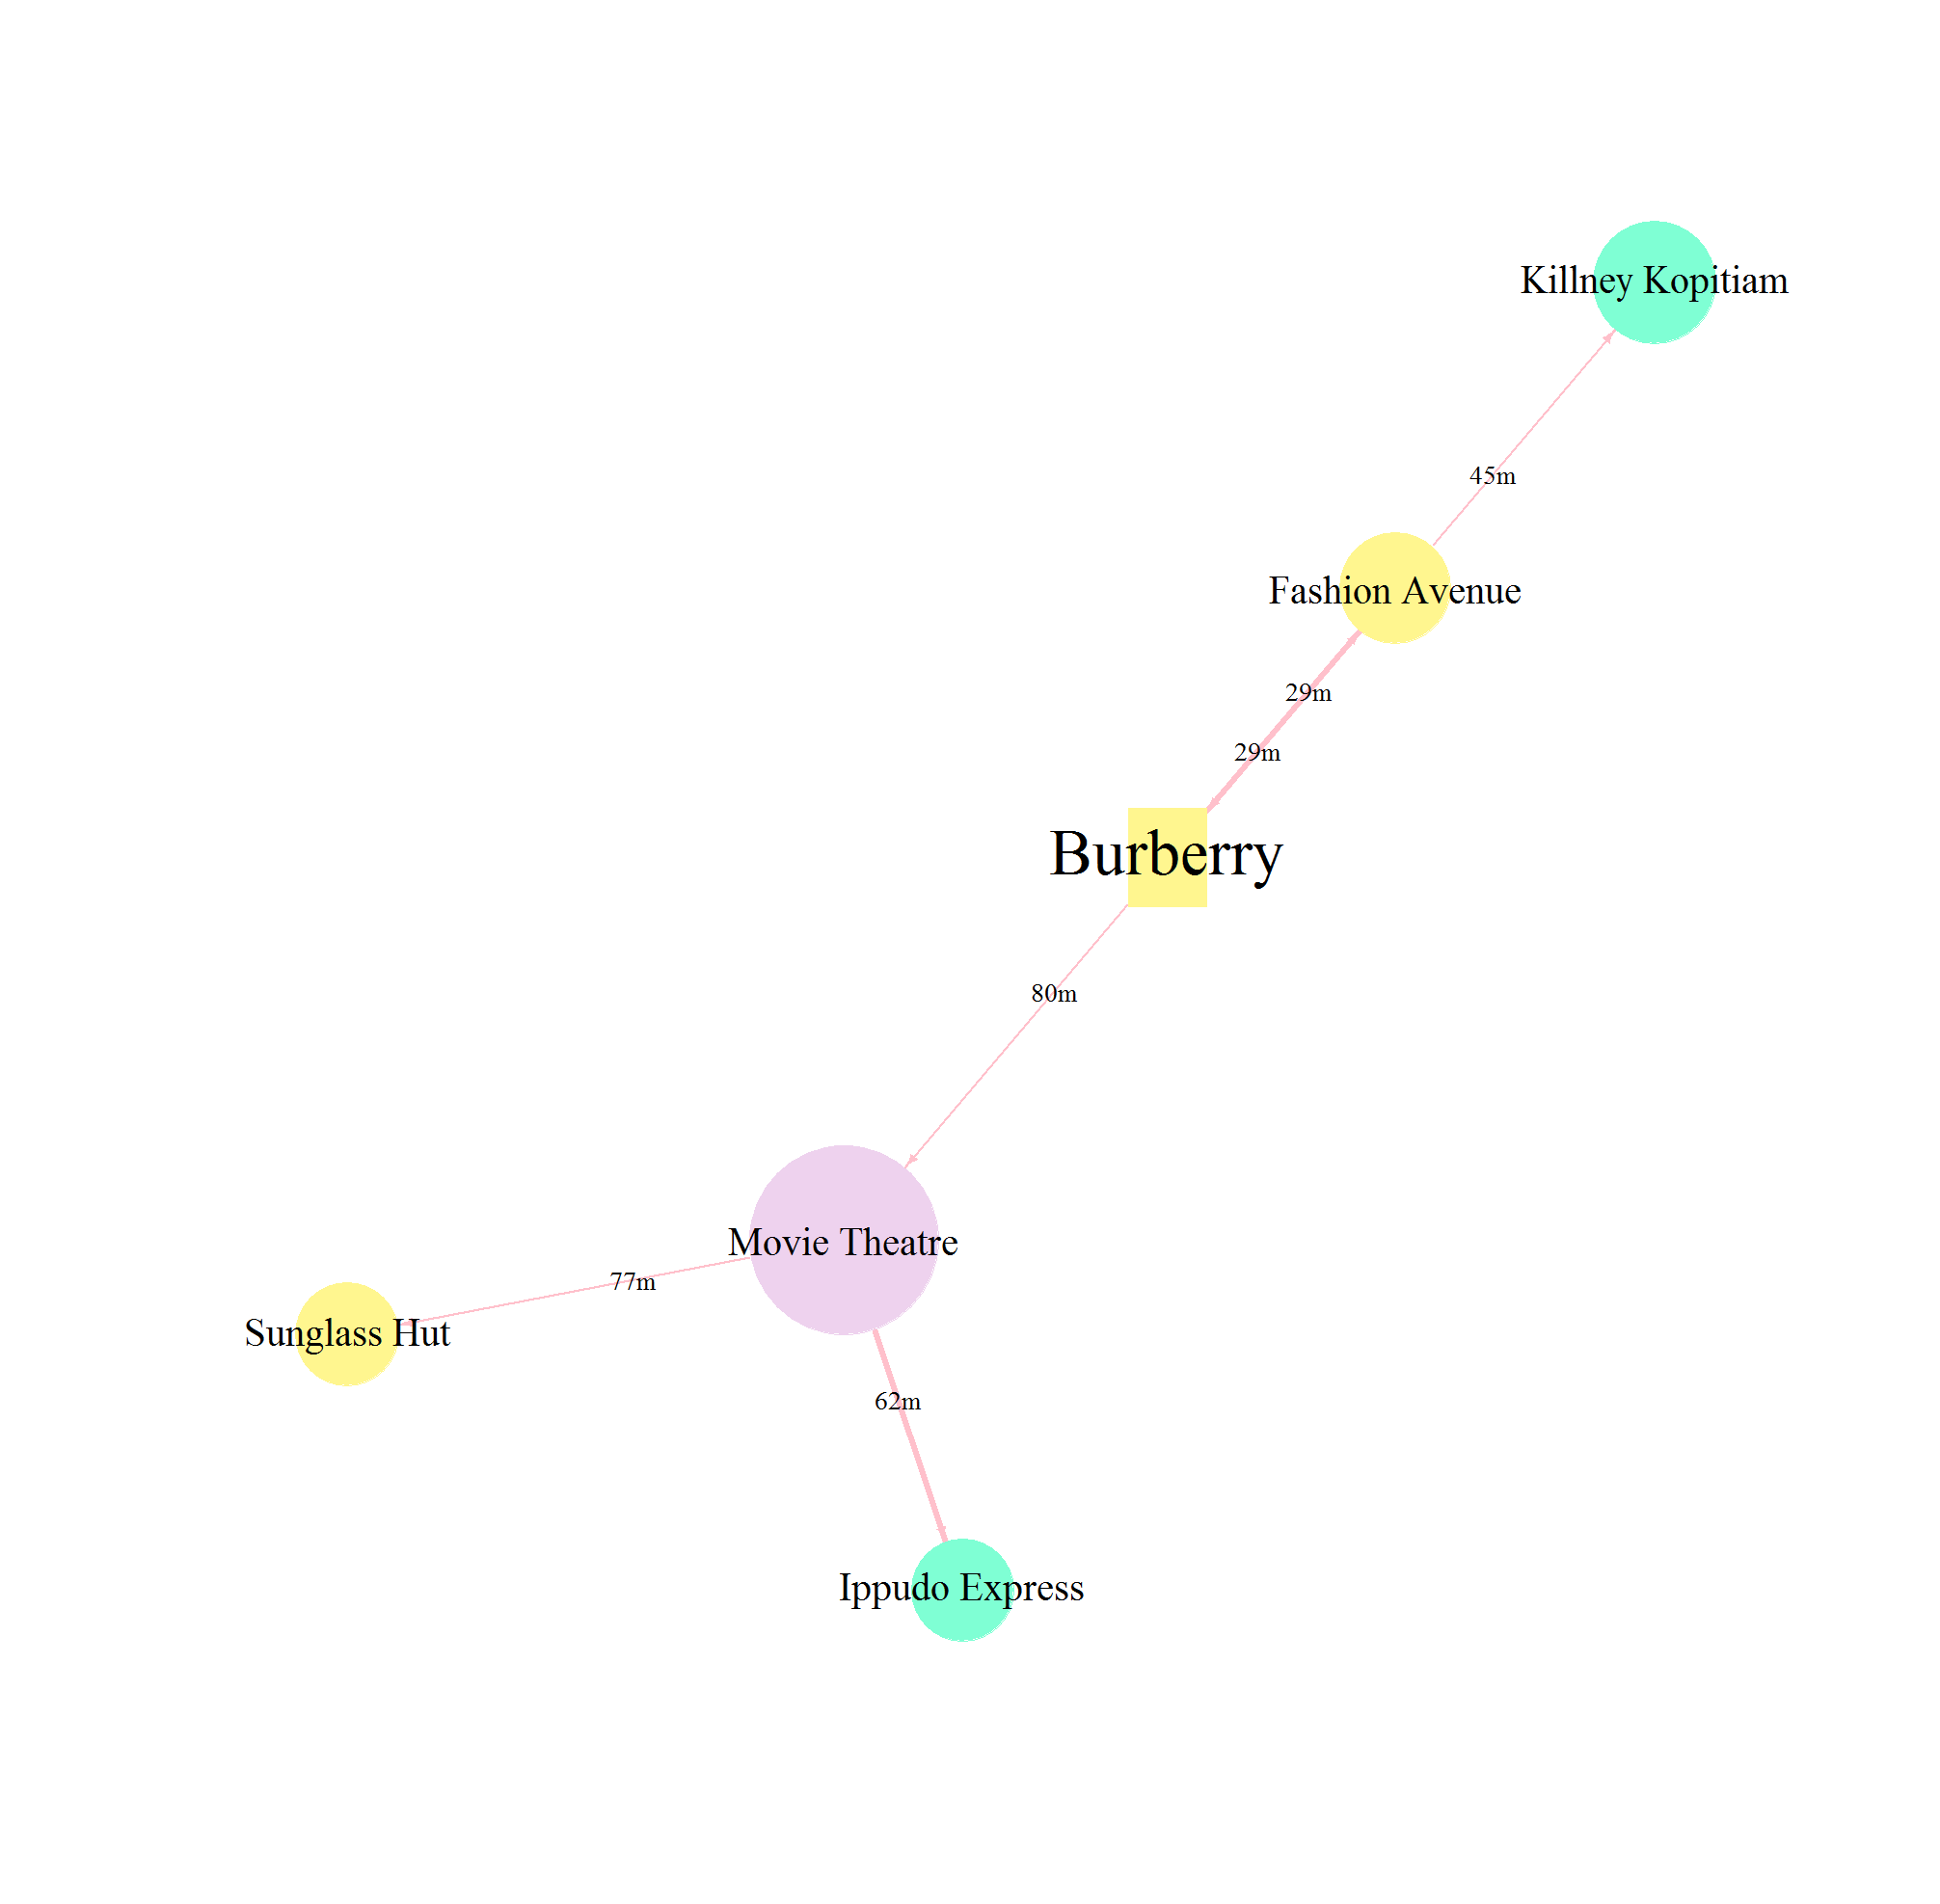 Killney Kopitiam
45m
Fashion Avenue
29m
29m
Burberry
80m
Movie Theatre
77m
Sunglass Hut
62m
Ippudo Express